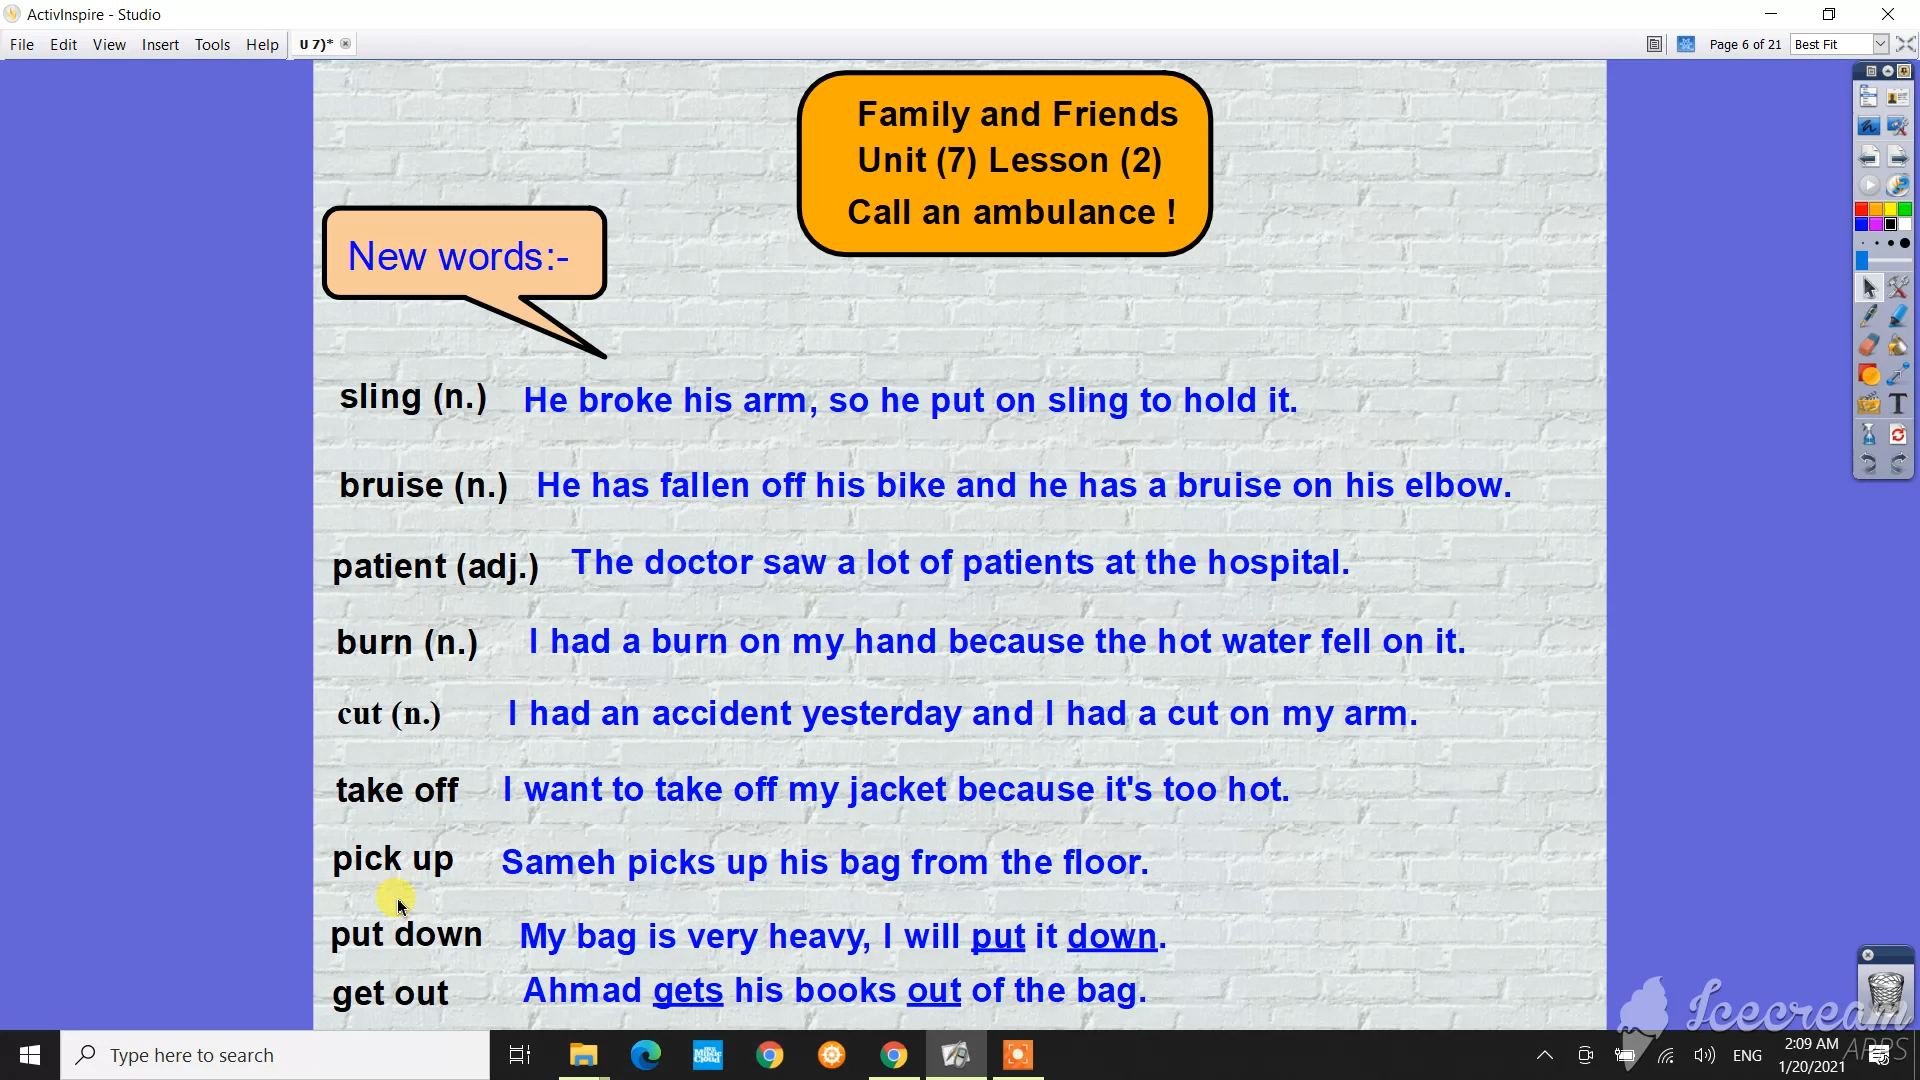 ActivInspire - Studio
File Edit View Insert Tools Help U 7)* Page 6 of 21 Best Fit
Family and Friends
Unit (7) Lesson (2)
Call an ambulance !
New words:-
sling (n.) He broke his arm, so he put on sling to hold it.
bruise (n.) He has fallen off his bike and he has a bruise on his elbow.
patient (adj.) The doctor saw a lot of patients at the hospital.
burn (n.) I had a burn on my hand because the hot water fell on it.
cut (n.) I had an accident yesterday and I had a cut on my arm.
take off I want to take off my jacket because it's too hot.
pick up Sameh picks up his bag from the floor.
put down My bag is very heavy, I will put it down.
get out Ahmad gets his books out of the bag.
Icecream
APPS
Type here to search
ENG
2:09 AM
1/20/2021